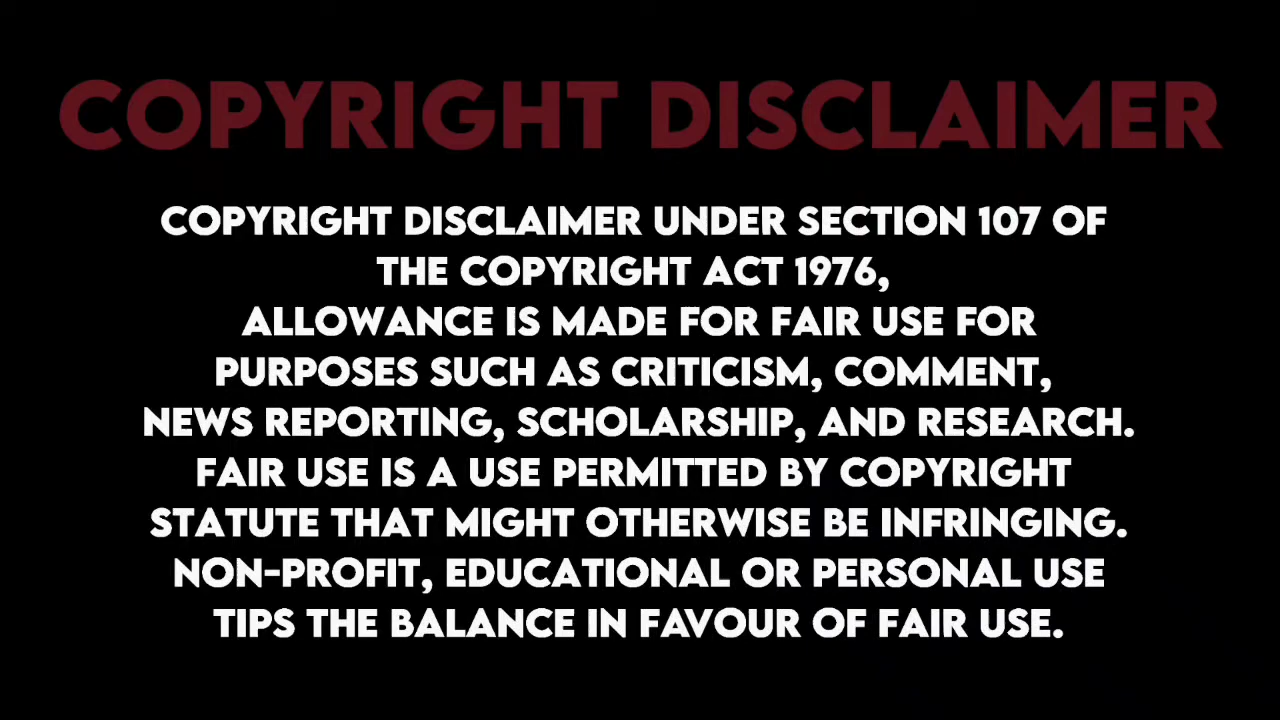 COPYRIGHT DISCLAIMER
COPYRIGHT DISCLAIMER UNDER SECTION 107 OF
THE COPYRIGHT ACT 1976,
ALLOWANCE IS MADE FOR FAIR USE FOR
PURPOSES SUCH AS CRITICISM, COMMENT,
NEWS REPORTING, SCHOLARSHIP, AND RESEARCH.
FAIR USE IS A USE PERMITTED BY COPYRIGHT
STATUTE THAT MIGHT OTHERWISE BE INFRINGING.
NON-PROFIT, EDUCATIONAL OR PERSONAL USE
TIPS THE BALANCE IN FAVOUR OF FAIR USE.